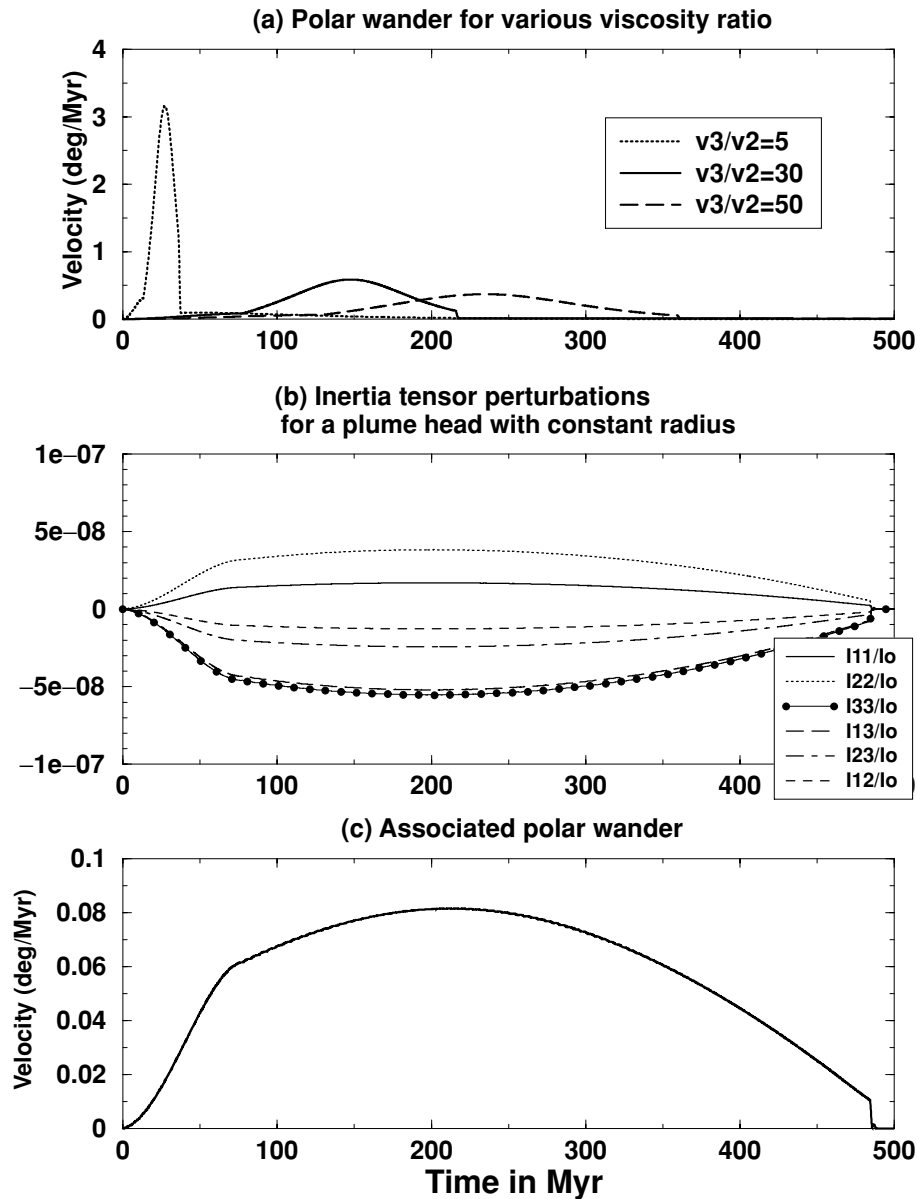 (a) Polar wander for various viscosity ratio
4
3
2
1
0
Velocity (deg/Myr)
v3/v2=5
v3/v2=30
v3/v2=50
0 100 200 300 400 500
(b) Inertia tensor perturbations
for a plume head with constant radius
1e−07
5e−08
0
−5e−08
−1e−07
I11/Io
I22/Io
I33/Io
I13/Io
I23/Io
I12/Io
0 100 200 300 400
(c) Associated polar wander
0.1
0.08
0.06
0.04
0.02
0
Velocity (deg/Myr)
0 100 200 300 400 500
Time in Myr